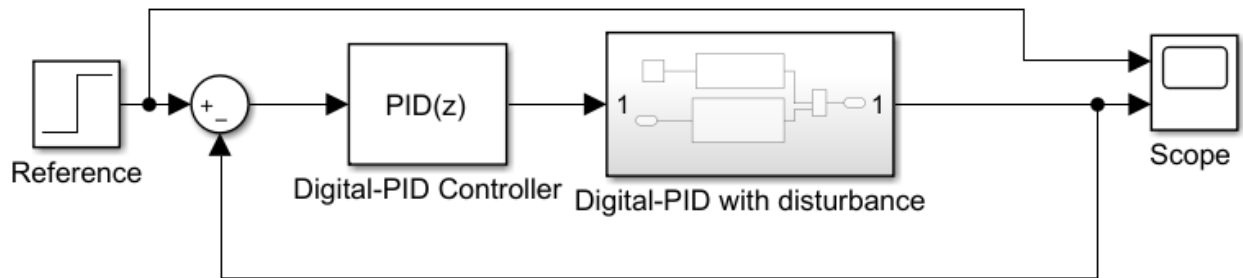 Reference
+
−
PID(z)
Digital-PID Controller
1
1
Digital-PID with disturbance
Scope